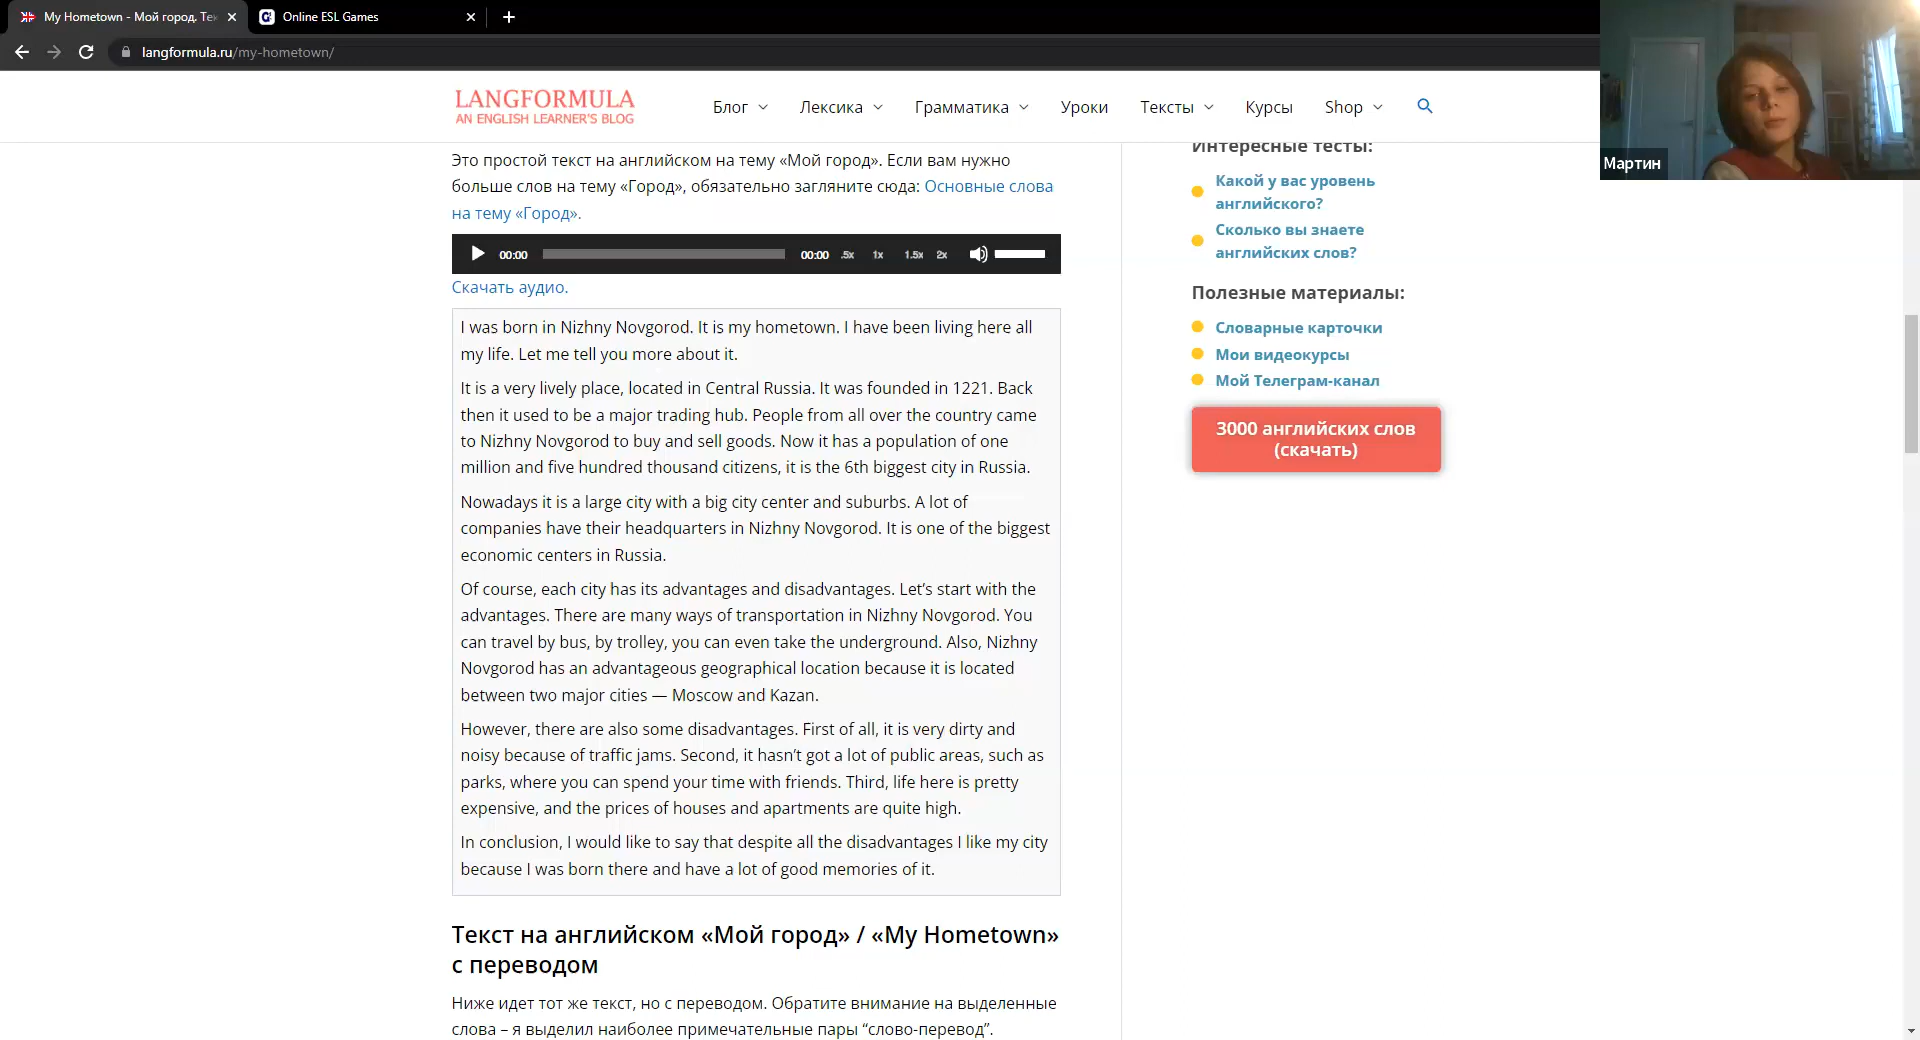 My Hometown - Мой город. Тек
Online ESL Games
langformula.ru/my-hometown/
LANGFORMULA
AN ENGLISH LEARNER'S BLOG
Блог
Лексика
Грамматика
Уроки
Тексты
Курсы
Shop
Мартин
Это простой текст на английском на тему «Мой город». Если вам нужно
больше слов на тему «Город», обязательно загляните сюда: Основные слова
на тему «Город».
00:00
00:00
.5x
1x
1.5x
2x
Скачать аудио.
I was born in Nizhny Novgorod. It is my hometown. I have been living here all
my life. Let me tell you more about it.
It is a very lively place, located in Central Russia. It was founded in 1221. Back
then it used to be a major trading hub. People from all over the country came
to Nizhny Novgorod to buy and sell goods. Now it has a population of one
million and five hundred thousand citizens, it is the 6th biggest city in Russia.
Nowadays it is a large city with a big city center and suburbs. A lot of
companies have their headquarters in Nizhny Novgorod. It is one of the biggest
economic centers in Russia.
Of course, each city has its advantages and disadvantages. Let’s start with the
advantages. There are many ways of transportation in Nizhny Novgorod. You
can travel by bus, by trolley, you can even take the underground. Also, Nizhny
Novgorod has an advantageous geographical location because it is located
between two major cities — Moscow and Kazan.
However, there are also some disadvantages. First of all, it is very dirty and
noisy because of traffic jams. Second, it hasn’t got a lot of public areas, such as
parks, where you can spend your time with friends. Third, life here is pretty
expensive, and the prices of houses and apartments are quite high.
In conclusion, I would like to say that despite all the disadvantages I like my city
because I was born there and have a lot of good memories of it.
Текст на английском «Мой город» / «My Hometown»
с переводом
Ниже идет тот же текст, но с переводом. Обратите внимание на выделенные
слова – я выделил наиболее примечательные пары “слово-перевод”.
Интересные тесты:
Какой у вас уровень
английского?
Сколько вы знаете
английских слов?
Полезные материалы:
Словарные карточки
Мои видеокурсы
Мой Телеграм-канал
3000 английских слов
(скачать)